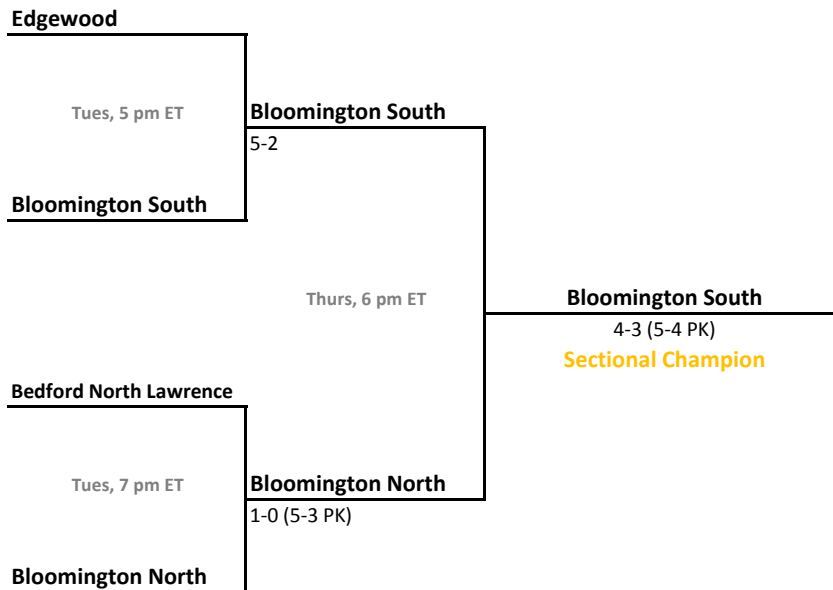 Edgewood
Tues, 5 pm ET
Bloomington South
5-2
Bloomington South
Thurs, 6 pm ET
Bloomington South
4-3 (5-4 PK)
Sectional Champion
Bedford North Lawrence
Tues, 7 pm ET
Bloomington North
1-0 (5-3 PK)
Bloomington North